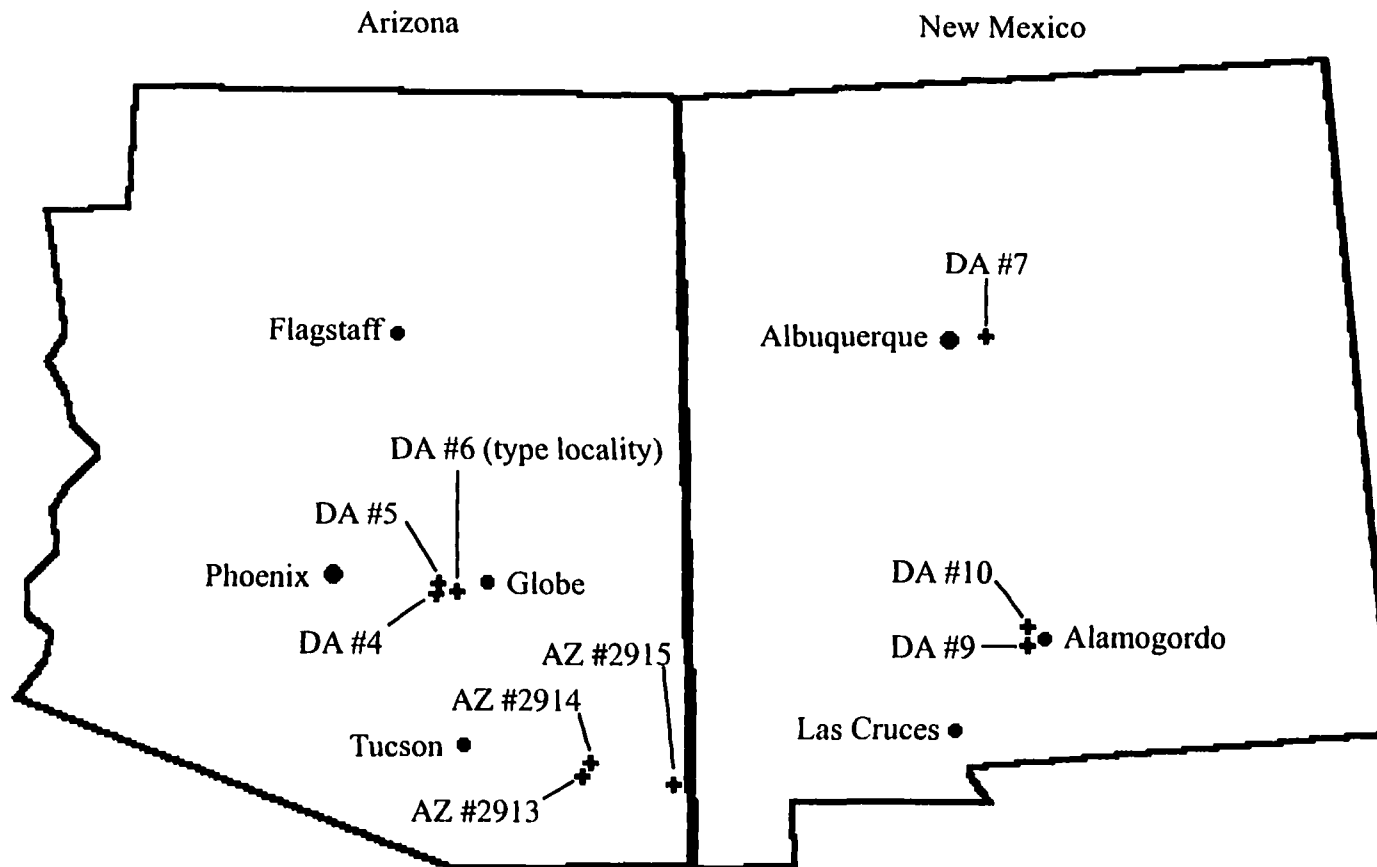 Arizona
New Mexico
DA #7
Flagstaff
Albuquerque
DA #6 (type locality)
DA #5
Phoenix
Globe
DA #10
DA #4
DA #9
Alamogordo
AZ #2915
AZ #2914
Las Cruces
Tucson
AZ #2913